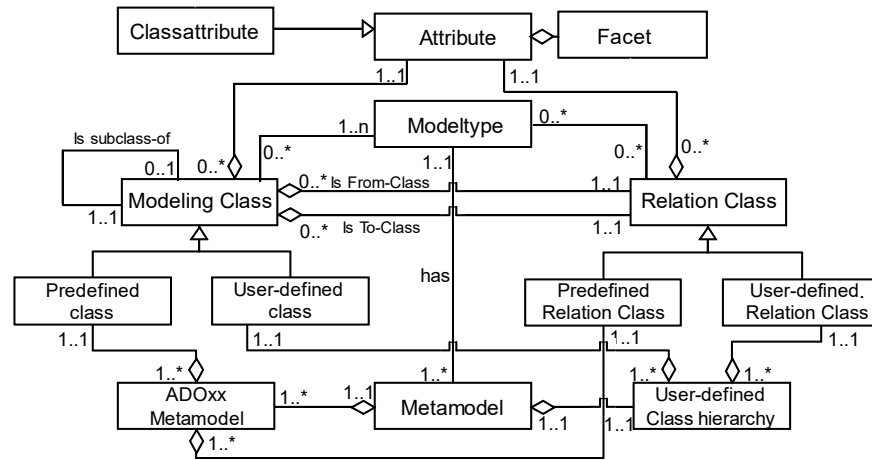 Classattribute
Attribute
Facet
1..1
1..1
Is subclass-of
0..1
1..1
0..*
0..*
1..n
Modeltype
1..1
0..*
0..*
0..*
Modeling Class
0..* Is From-Class
1..1
0..*
Is To-Class
1..1
Relation Class
has
Predefined
class
User-defined
class
Predefined
Relation Class
User-defined.
Relation Class
1..1
1..1
1..1
1..1
1..*
1..*
1..*
1..*
ADOxx
Metamodel
1..*
1..1
Metamodel
1..1
1..1
User-defined
Class hierarchy
1..*